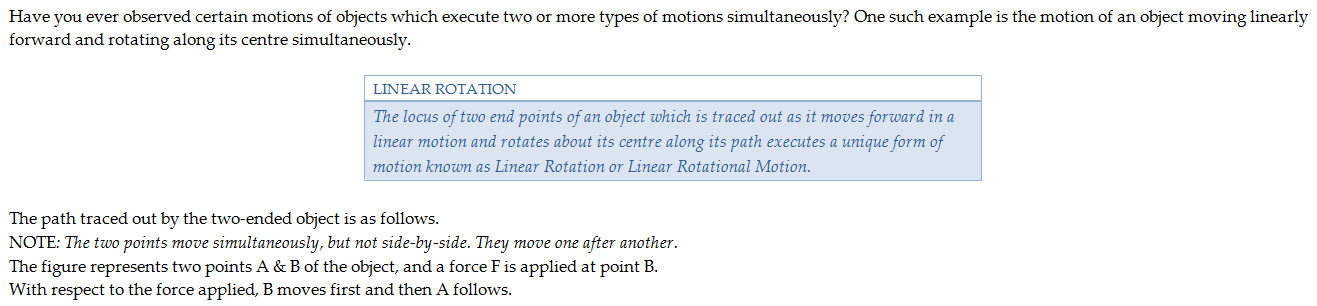 Have you ever observed certain motions of objects which execute two or more types of motions simultaneously? One such example is the motion of an object moving linearly
forward and rotating along its centre simultaneously.
LINEAR ROTATION
The locus of two end points of an object which is traced out as it moves forward in a
linear motion and rotates about its centre along its path executes a unique form of
motion known as Linear Rotation or Linear Rotational Motion.
The path traced out by the two-ended object is as follows.
NOTE: The two points move simultaneously, but not side-by-side. They move one after another.
The figure represents two points A & B of the object, and a force F is applied at point B.
With respect to the force applied, B moves first and then A follows.